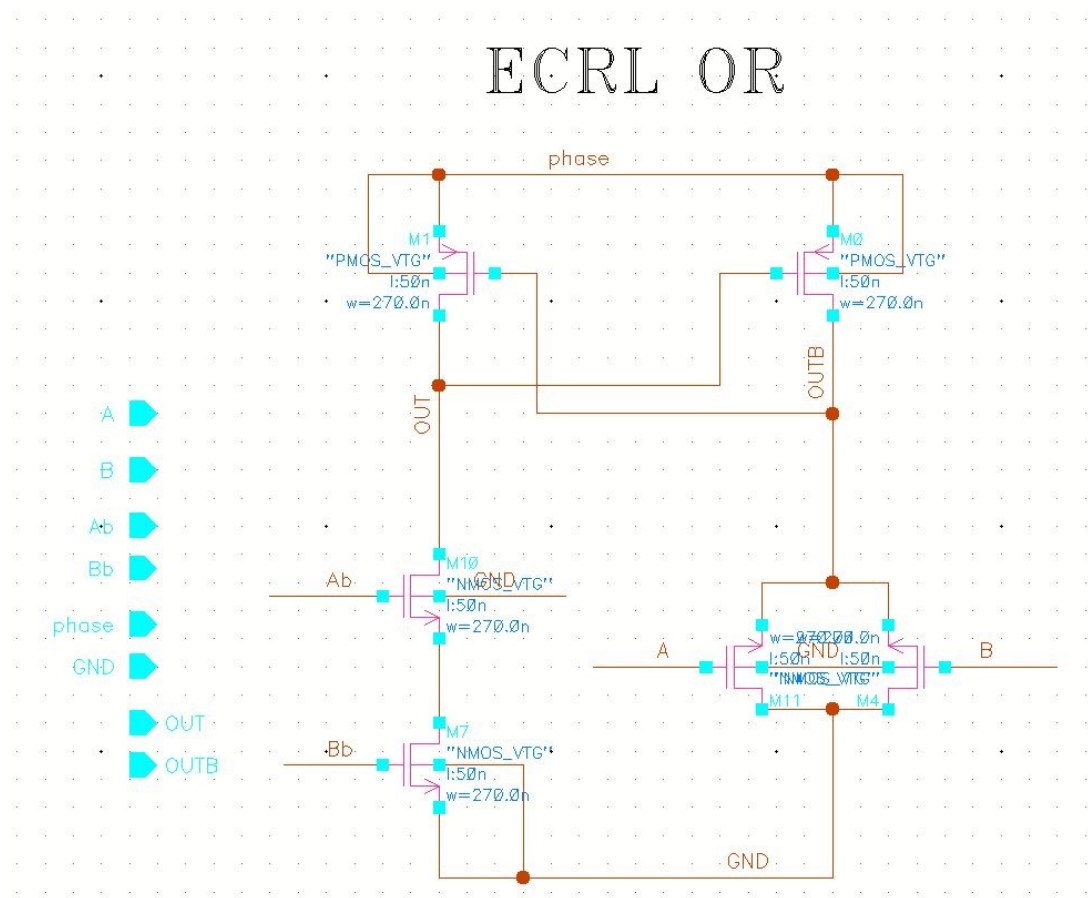 ECRL OR
phase
M1
"PMOS_VTG"
l:50n
w=270.0n
M0
"PMOS_VTG"
l:50n
w=270.0n
OUT
OUTB
A
B
Ab
Bb
phase
GND
OUT
OUTB
Ab
M10
GND
"NMOS_VTG"
l:50n
w=270.0n
Bb
M7
"NMOS_VTG"
l:50n
w=270.0n
A
GND
B
l:50n
l:50n
M11
M4
GND